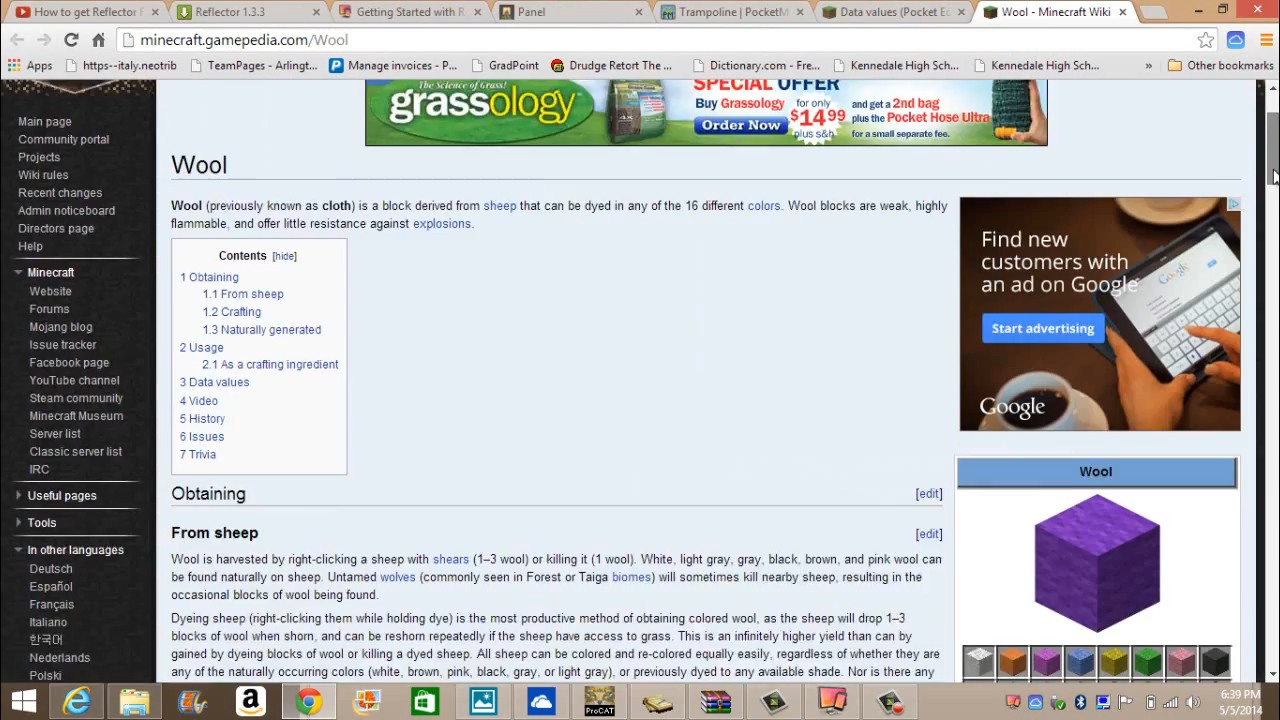 How to get Reflector F
Reflector 1.3.3
Getting Started with R
Panel
Trampoline | PocketM
Data values (Pocket Ec
Wool - Minecraft Wiki
minecraft.gamepedia.com/Wool
Apps
https--italy.neotrib
TeamPages - Arlingt...
Manage invoices - P...
GradPoint
Drudge Retort The ...
Dictionary.com - Fre...
Kennedale High Sch...
Kennedale High Sch...
»
Other bookmarks
The Science of Grass!
grassology
SPECIAL OFFER
Buy Grassology
Order Now
for only
$14.99
plus s&h
and get a 2nd bag
plus the Pocket Hose Ultra
for a small separate fee.
Main page
Community portal
Projects
Wiki rules
Recent changes
Admin noticeboard
Directors page
Help
Minecraft
Website
Forums
Mojang blog
Issue tracker
Facebook page
YouTube channel
Steam community
Minecraft Museum
Server list
Classic server list
IRC
Useful pages
Tools
In other languages
Deutsch
Español
Français
Italiano
한국어
Nederlands
Polski
Wool
Wool (previously known as cloth) is a block derived from sheep that can be dyed in any of the 16 different colors. Wool blocks are weak, highly
flammable, and offer little resistance against explosions.
Contents [hide]
1 Obtaining
1.1 From sheep
1.2 Crafting
1.3 Naturally generated
2 Usage
2.1 As a crafting ingredient
3 Data values
4 Video
5 History
6 Issues
7 Trivia
Obtaining [edit]
From sheep [edit]
Wool is harvested by right-clicking a sheep with shears (1–3 wool) or killing it (1 wool). White, light gray, gray, black, brown, and pink wool can
be found naturally on sheep. Untamed wolves (commonly seen in Forest or Taiga biomes) will sometimes kill nearby sheep, resulting in the
occasional blocks of wool being found.
Dyeing sheep (right-clicking them while holding dye) is the most productive method of obtaining colored wool, as the sheep will drop 1–3
blocks of wool when shorn, and can be reshorn repeatedly if the sheep have access to grass. This is an infinitely higher yield than can by
gained by dyeing blocks of wool or killing a dyed sheep. All sheep can be colored and re-colored equally easily, regardless of whether they are
any of the naturally occurring colors (white, brown, pink, black, gray, or light gray), or previously dyed to any available shade. Nor is there any
Find new
customers with
an ad on Google
Start advertising
Google
Google
Wool
ProCAT
6:39 PM
5/5/2014